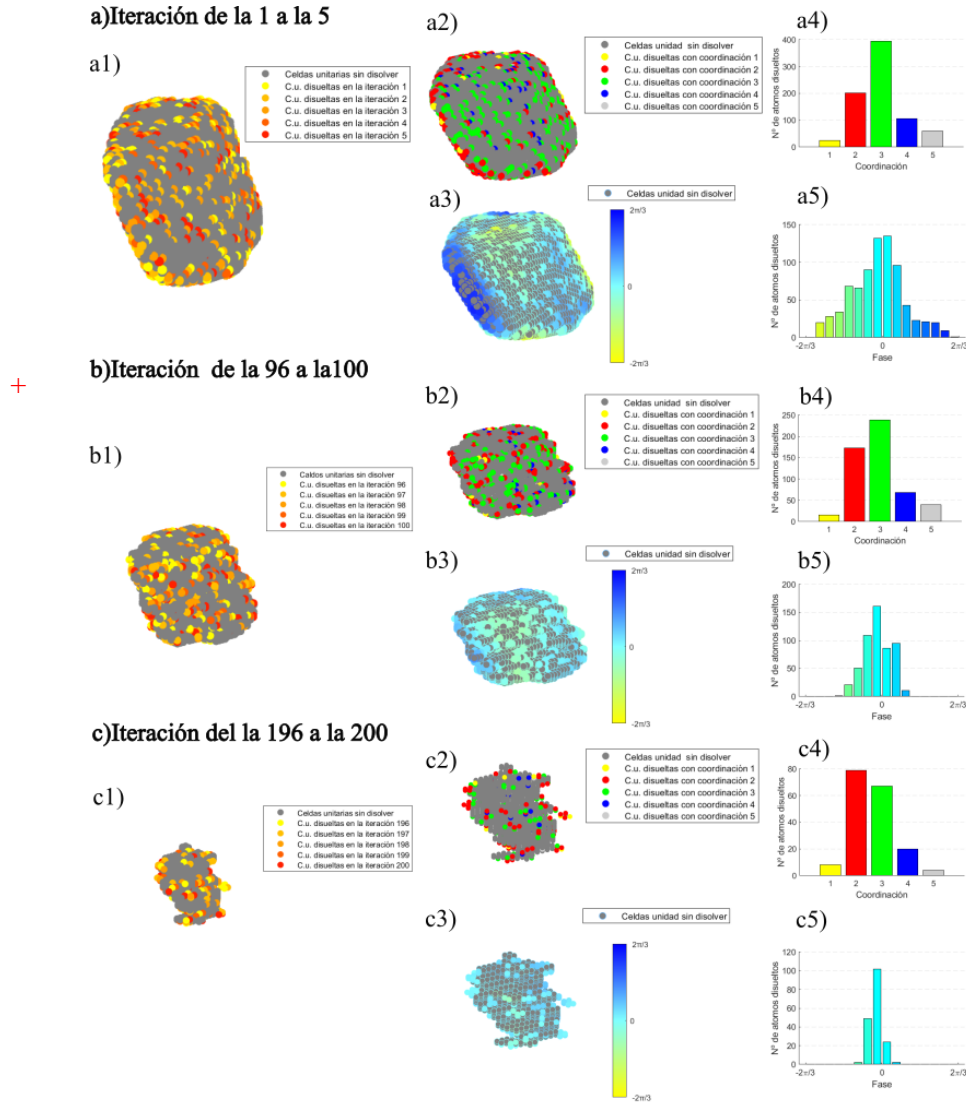 a)Iteración de la 1 a la 5
a1)
Celdas unitarias sin disolver
C.u. disueltas en la iteración 1
C.u. disueltas en la iteración 2
C.u. disueltas en la iteración 3
C.u. disueltas en la iteración 4
C.u. disueltas en la iteración 5
a2)
Celdas unidad sin disolver
C.u. disueltas con coordinación 1
C.u. disueltas con coordinación 2
C.u. disueltas con coordinación 3
C.u. disueltas con coordinación 4
C.u. disueltas con coordinación 5
a3)
Celdas unidad sin disolver
2π/3
0
-2π/3
a4)
Nº de atomos disueltos
400
300
200
100
0
1 2 3 4 5
Coordinación
a5)
Nº de atomos disueltos
150
100
50
0
-2π/3 0 2π/3
Fase
b)Iteración de la 96 a la100
b1)
Caldos unitarias sin disolver
C.u. disueltas en la iteración 96
C.u. disueltas en la iteración 97
C.u. disueltas en la iteración 98
C.u. disueltas en la iteración 99
C.u. disueltas en la iteración 100
b2)
Celdas unidad sin disolver
C.u. disueltas con coordinación 1
C.u. disueltas con coordinación 2
C.u. disueltas con coordinación 3
C.u. disueltas con coordinación 4
C.u. disueltas con coordinación 5
b3)
Celdas unidad sin disolver
2π/3
0
-2π/3
b4)
Nº de atomos disueltos
250
200
150
100
50
0
1 2 3 4 5
Coordinación
b5)
Nº de atomos disueltos
200
150
100
50
0
-2π/3 0 2π/3
Fase
c)Iteración del la 196 a la 200
c1)
Celdas unitarias sin disolver
C.u. disueltas en la iteración 196
C.u. disueltas en la iteración 197
C.u. disueltas en la iteración 198
C.u. disueltas en la iteración 199
C.u. disueltas en la iteración 200
c2)
Celdas unidad sin disolver
C.u. disueltas con coordinación 1
C.u. disueltas con coordinación 2
C.u. disueltas con coordinación 3
C.u. disueltas con coordinación 4
C.u. disueltas con coordinación 5
c3)
Celdas unidad sin disolver
2π/3
0
-2π/3
c4)
Nº de atomos disueltos
80
60
40
20
0
1 2 3 4 5
Coordinación
c5)
Nº de atomos disueltos
120
100
80
60
40
20
0
-2π/3 0 2π/3
Fase